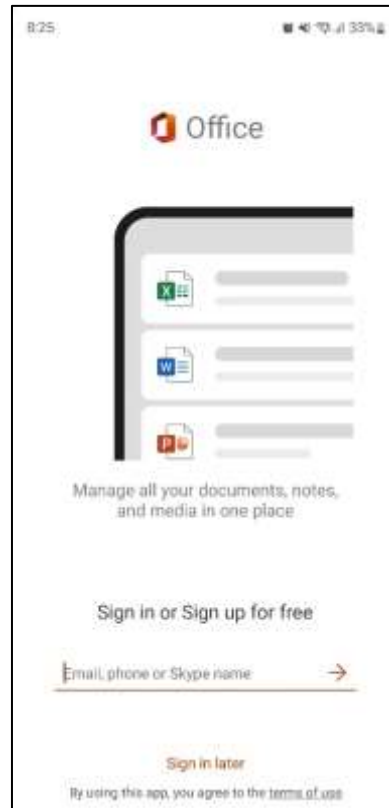 8:25
33%
Office
X
W
P
Manage all your documents, notes,
and media in one place
Sign in or Sign up for free
Email, phone or Skype name
Sign in later
By using this app, you agree to the terms of use